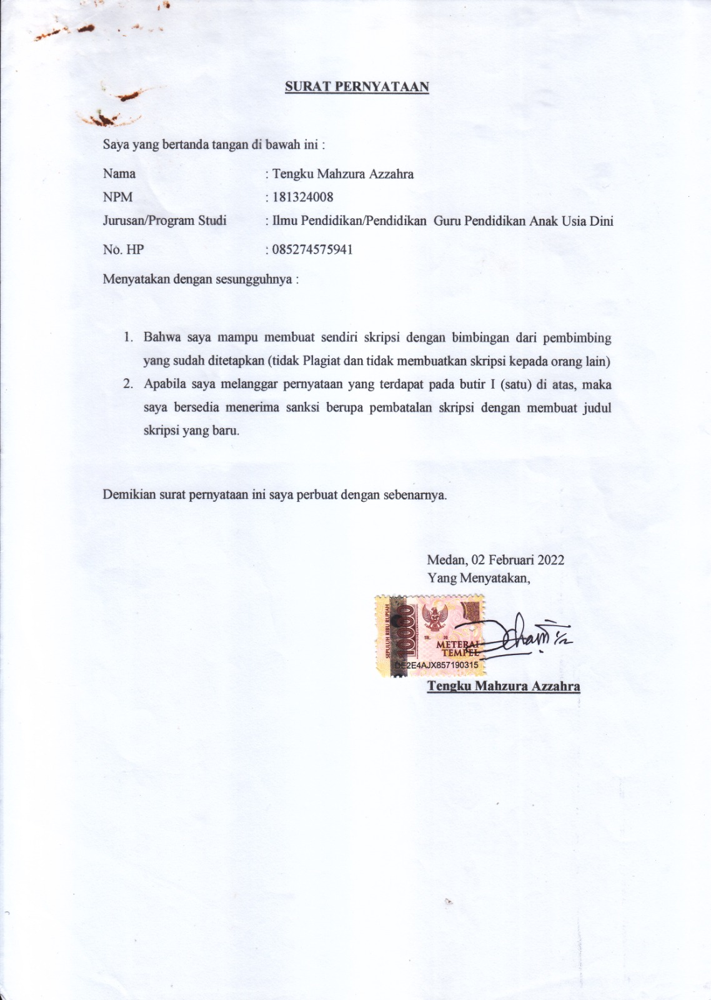 SURAT PERNYATAAN
Saya yang bertanda tangan di bawah ini :
Nama : Tengku Mahzura Azzahra
NPM : 181324008
Jurusan/Program Studi : Ilmu Pendidikan/Pendidikan Guru Pendidikan Anak Usia Dini
No. HP : 085274575941
Menyatakan dengan sesungguhnya :
1. Bahwa saya mampu membuat sendiri skripsi dengan bimbingan dari pembimbing
yang sudah ditetapkan (tidak Plagiat dan tidak membuatkan skripsi kepada orang lain)
2. Apabila saya melanggar pernyataan yang terdapat pada butir I (satu) di atas, maka
saya bersedia menerima sanksi berupa pembatalan skripsi dengan membuat judul
skripsi yang baru.
Demikian surat pernyataan ini saya perbuat dengan sebenarnya.
Medan, 02 Februari 2022
Yang Menyatakan,
SEPULUH RIBU RUPIAH
10000
TGL. 20
METERAI
TEMPEL
DE2E4AJX857190315
Tengku Mahzura Azzahra